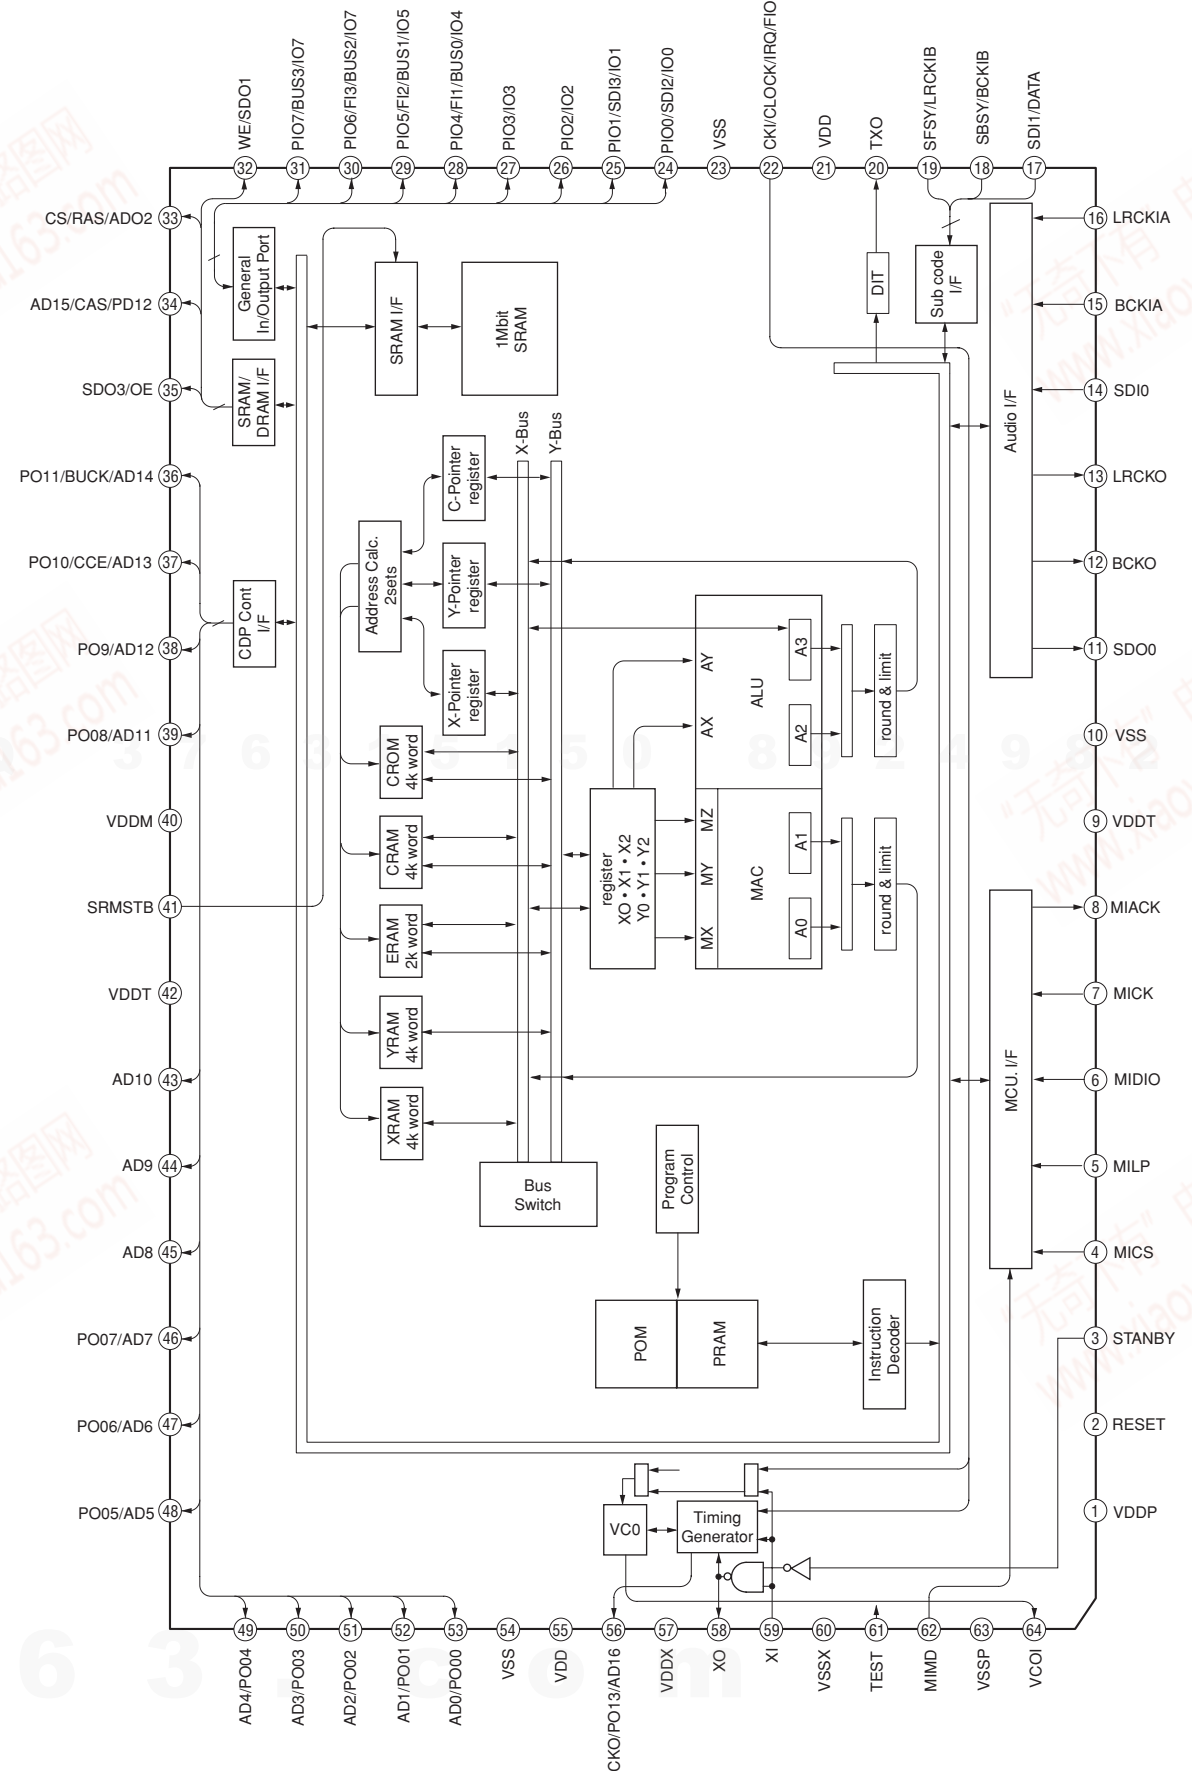 WE/SDO1
PIO7/BUS3/IO7
PIO6/FI3/BUS2/IO7
PIO5/FI2/BUS1/IO5
PIO4/FI1/BUS0/IO4
PIO3/IO3
PIO2/IO2
PIO1/SDI3/IO1
PIO0/SDI2/IO0
VSS
CKI/CLOCK/IRQ/FIO
VDD
TXO
SFSY/LRCKIB
SBSY/BCKIB
SDI1/DATA
32
31
30
29
28
27
26
25
24
23
22
21
20
19
18
17
CS/RAS/ADO2 33
AD15/CAS/PD12 34
SDO3/OE 35
PO11/BUCK/AD14 36
PO10/CCE/AD13 37
PO9/AD12 38
PO08/AD11 39
VDDM 40
SRMSTB 41
VDDT 42
AD10 43
AD9 44
AD8 45
PO07/AD7 46
PO06/AD6 47
PO05/AD5 48
General
In/Output Port
SRAM/
DRAM I/F
CDP Cont
I/F
SRAM I/F
1Mbit
SRAM
X-Bus
Y-Bus
C-Pointer
register
Y-Pointer
register
X-Pointer
register
Address Calc.
2sets
CROM
4k word
CRAM
4k word
ERAM
2k word
YRAM
4k word
XRAM
4k word
Bus
Switch
register
XO • X1 • X2
Y0 • Y1 • Y2
AY
AX
ALU
A3
A2
MZ
MY
MX
MAC
A1
A0
round & limit
round & limit
Program
Control
POM
PRAM
Instruction
Decoder
VC0
Timing
Generator
DIT
Sub code
I/F
Audio I/F
MCU. I/F
16 LRCKIA
15 BCKIA
14 SDI0
13 LRCKO
12 BCKO
11 SDO0
10 VSS
9 VDDT
8 MIACK
7 MICK
6 MIDIO
5 MILP
4 MICS
3 STANBY
2 RESET
1 VDDP
49
50
51
52
53
54
55
56
57
58
59
60
61
62
63
64
AD4/PO04
AD3/PO03
AD2/PO02
AD1/PO01
AD0/PO00
VSS
VDD
CKO/PO13/AD16
VDDX
XO
XI
VSSX
TEST
MIMD
VSSP
VCOI